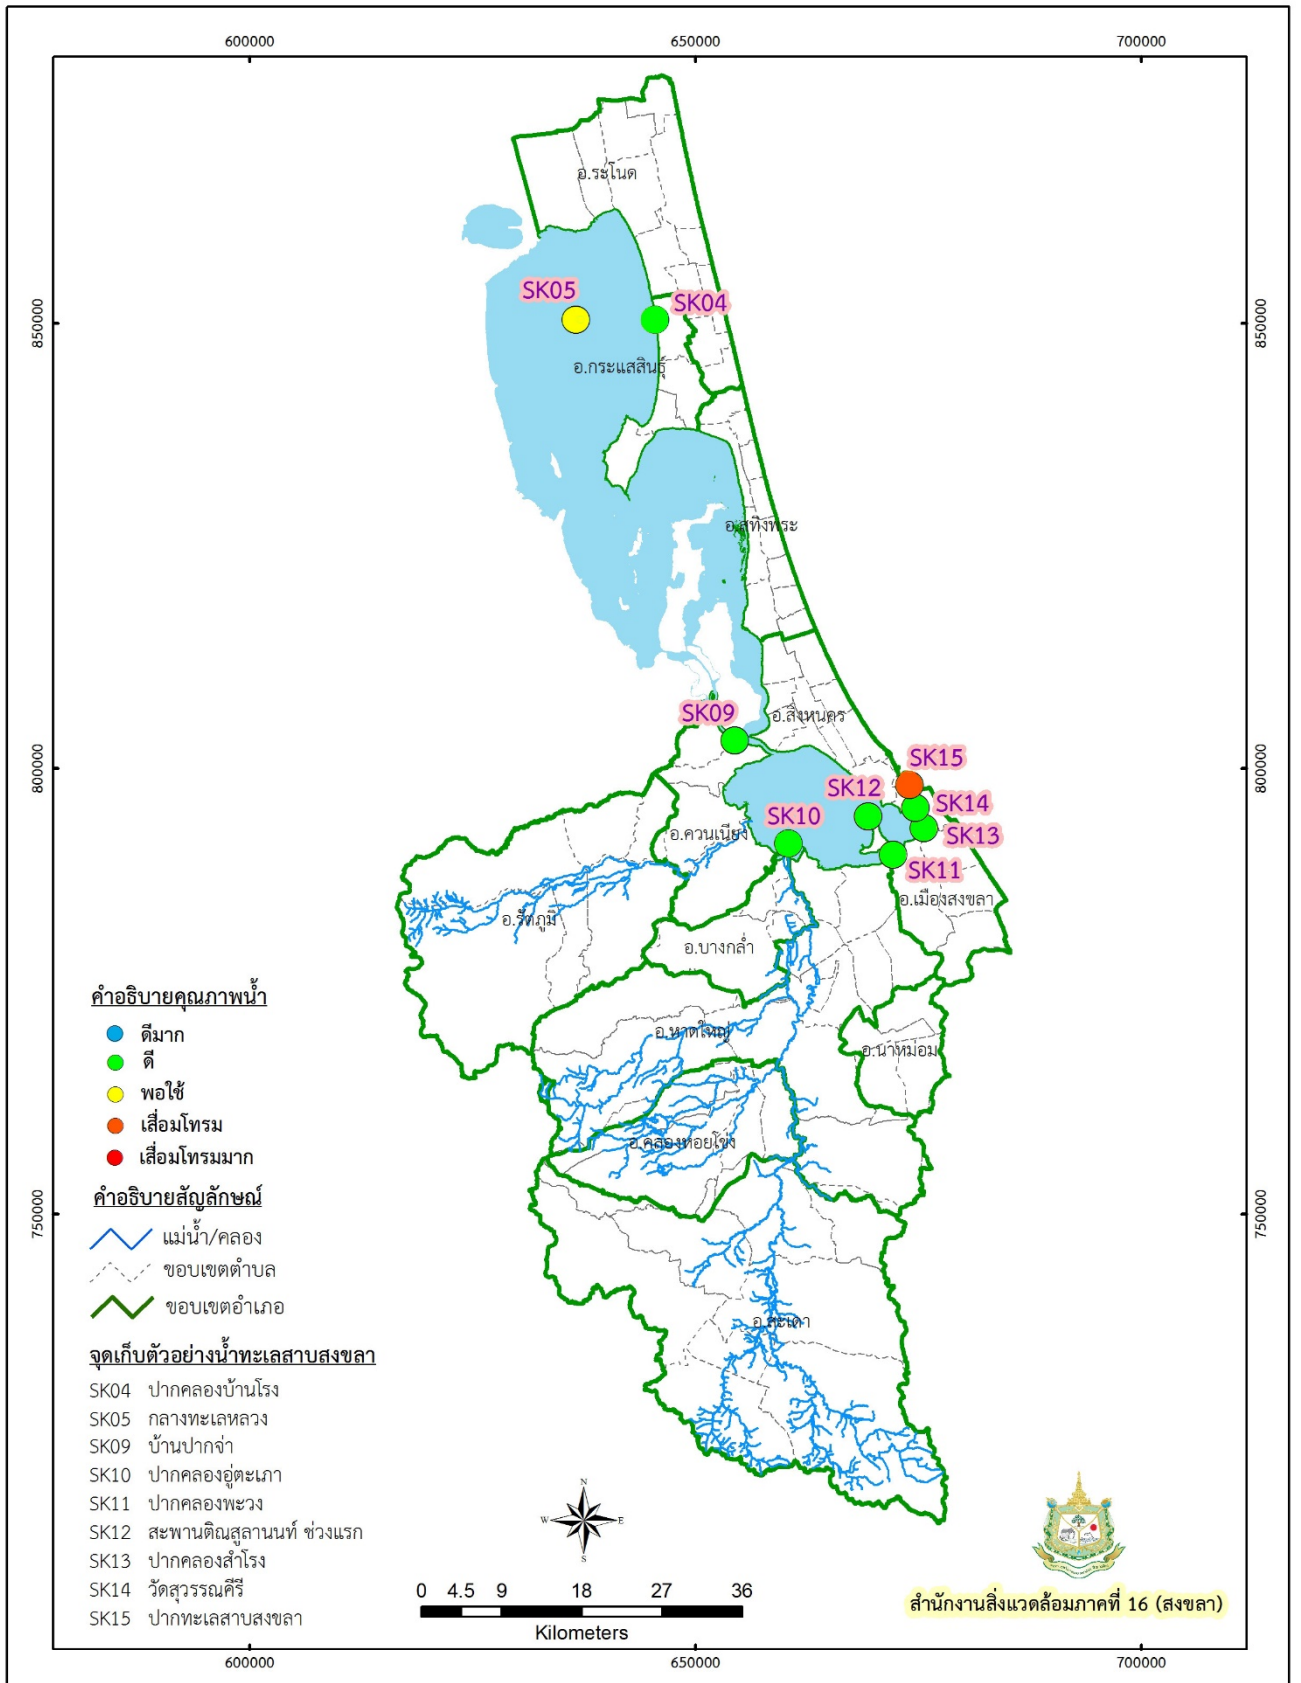 600000 650000 700000
อ.ระโนด
SK05
SK04
850000 850000
อ.กระแสสินธุ์
อ.สทิงพระ
SK09
อ.สิงหนคร
SK15
800000 800000
SK12
SK14
SK10
SK13
อ.ควนเนียง
SK11
อ.เมืองสงขลา
อ.รัตภูมิ
อ.บางกล่ำ
อ.หาดใหญ่
อ.นาหม่อม
อ.คลองหอยโข่ง
750000 750000
อ.สะเดา
คำอธิบายคุณภาพน้ำ
ดีมาก
ดี
พอใช้
เสื่อมโทรม
เสื่อมโทรมมาก
คำอธิบายสัญลักษณ์
แม่น้ำ/คลอง
ขอบเขตตำบล
ขอบเขตอำเภอ
จุดเก็บตัวอย่างน้ำทะเลสาบสงขลา
SK04 ปากคลองบ้านโรง
SK05 กลางทะเลหลวง
SK09 บ้านปากจ่า
SK10 ปากคลองอู่ตะเภา
SK11 ปากคลองพะวง
SK12 สะพานติณสูลานนท์ ช่วงแรก
SK13 ปากคลองสำโรง
SK14 วัดสุวรรณคีรี
SK15 ปากทะเลสาบสงขลา
N
W E
S
0 4.5 9 18 27 36
Kilometers
สำนักงานสิ่งแวดล้อมภาคที่ 16 (สงขลา)
600000 650000 700000